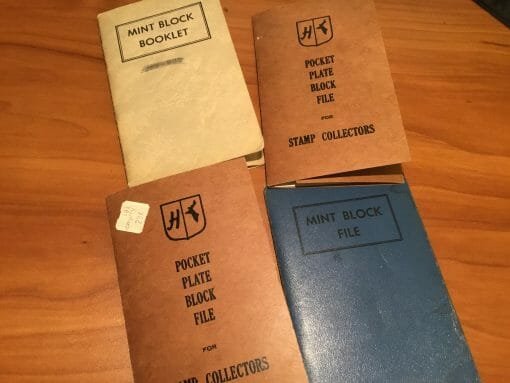 MINT BLOCK
BOOKLET
H
POCKET
PLATE
BLOCK
FILE
FOR
STAMP COLLECTORS
H
POCKET
PLATE
BLOCK
FILE
FOR
STAMP COLLECTORS
MINT BLOCK
FILE